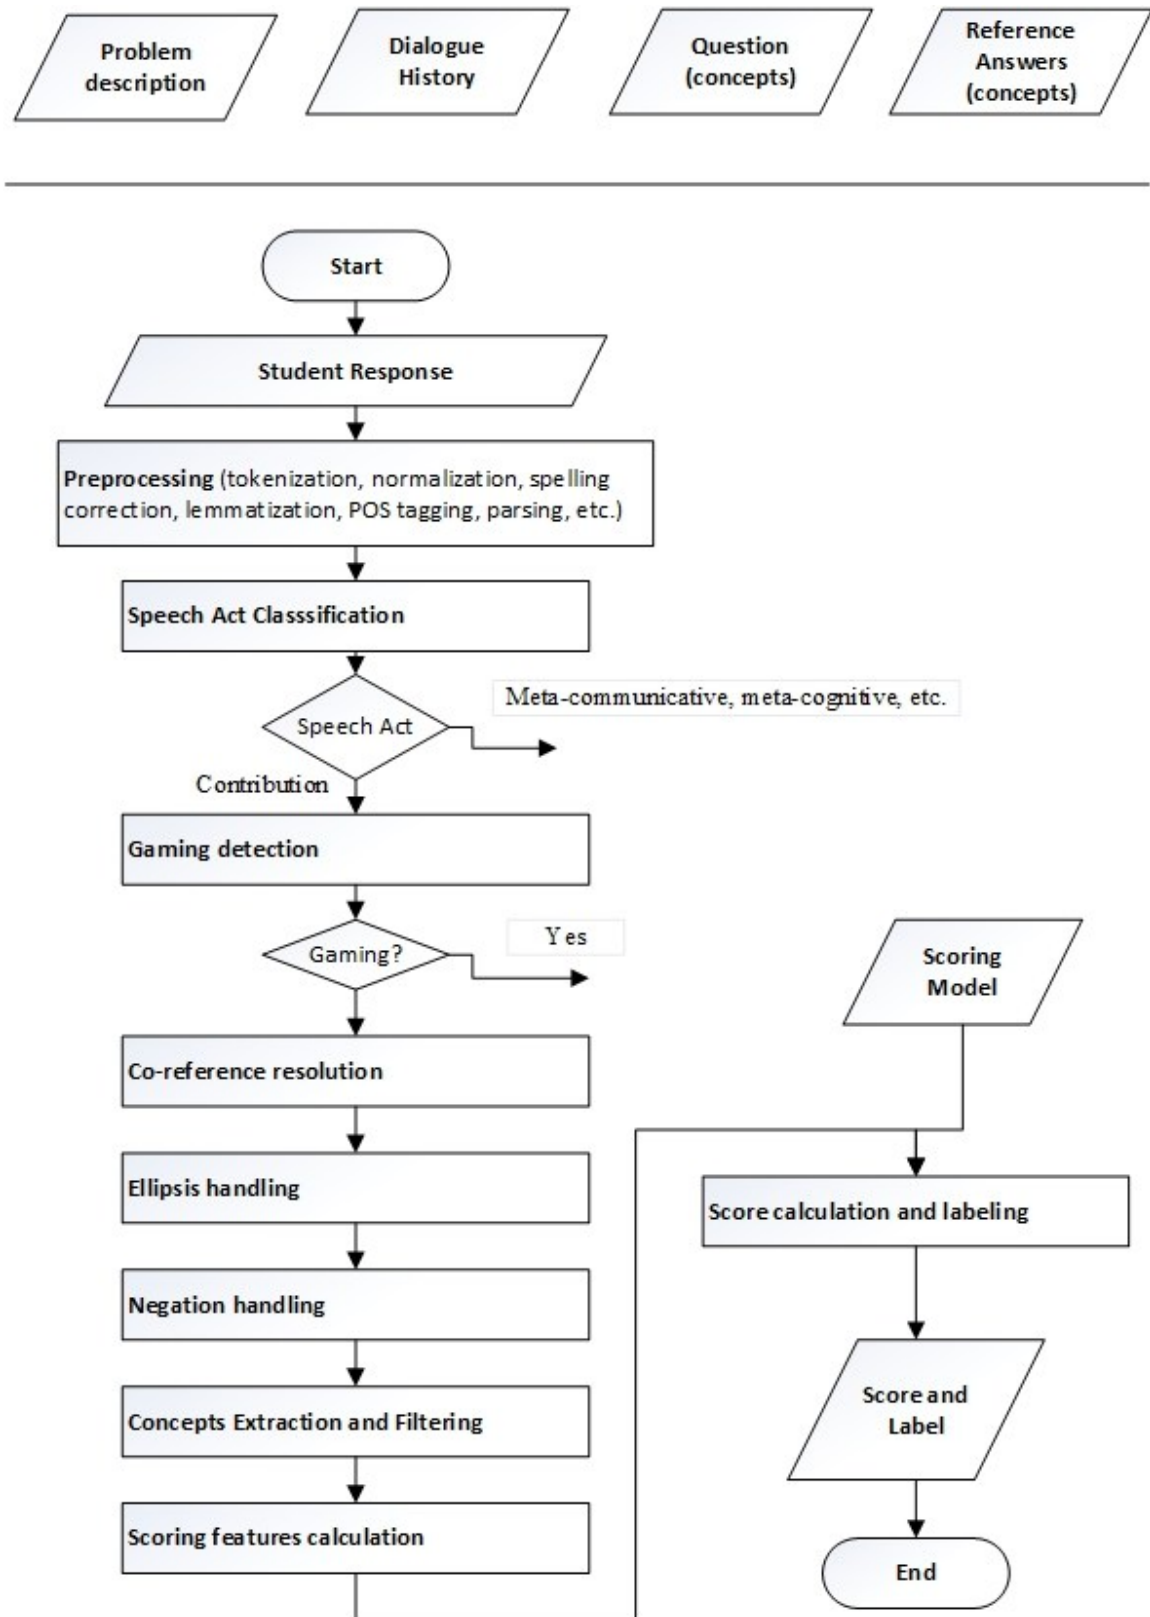 Problem
description
Dialogue
History
Question
(concepts)
Reference
Answers
(concepts)
Start
Student Response
Preprocessing (tokenization, normalization, spelling
correction, lemmatization, POS tagging, parsing, etc.)
Speech Act Classsification
Speech Act
Meta-communicative, meta-cognitive, etc.
Contribution
Gaming detection
Gaming?
Yes
Co-reference resolution
Ellipsis handling
Negation handling
Concepts Extraction and Filtering
Scoring features calculation
Scoring
Model
Score calculation and labeling
Score and
Label
End